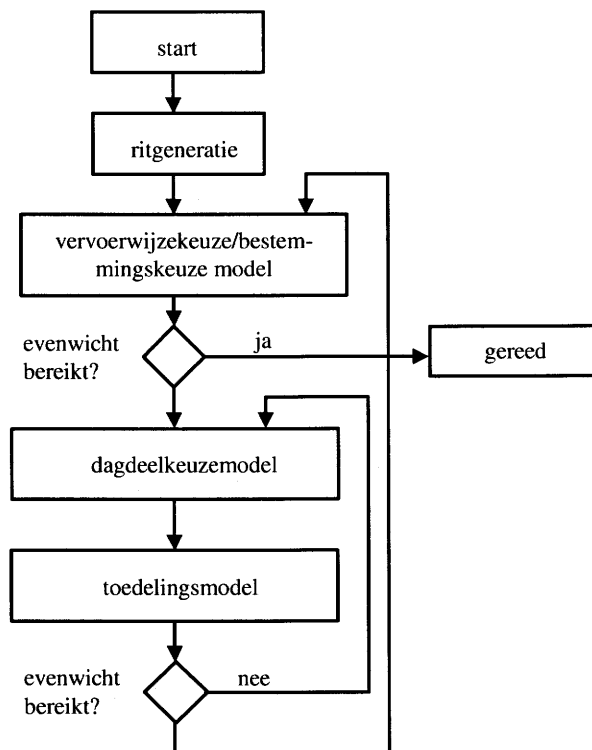 start
ritgeneratie
vervoerwijzekeuze/bestem-
mingskeuze model
evenwicht
bereikt?
ja
gereed
dagdeelkeuzemodel
toedelingsmodel
evenwicht
bereikt?
nee